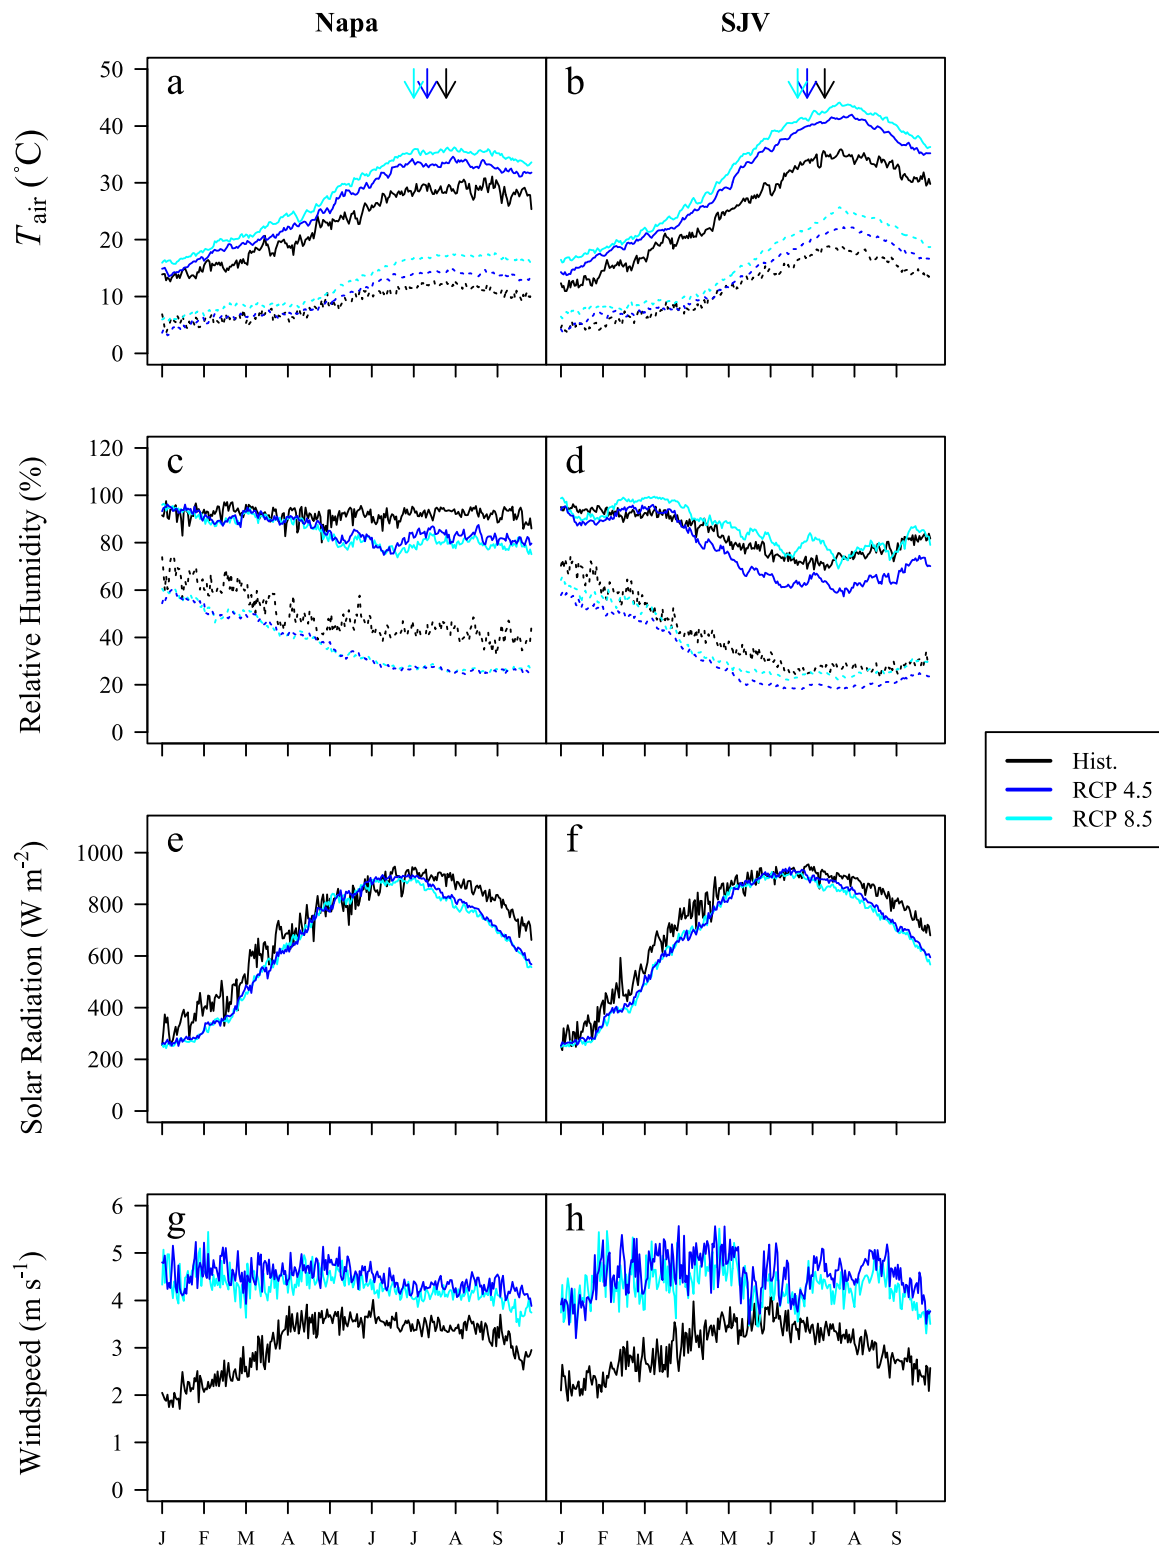 Napa SJV
a b
T air (°C)
50
40
30
20
10
0
c d
Relative Humidity (%)
120
100
80
60
40
20
0
Hist.
RCP 4.5
RCP 8.5
e f
Solar Radiation (W m-2)
1000
800
600
400
200
0
g h
Windspeed (m s-1)
6
5
4
3
2
1
0
J F M A M J J A S J F M A M J J A S